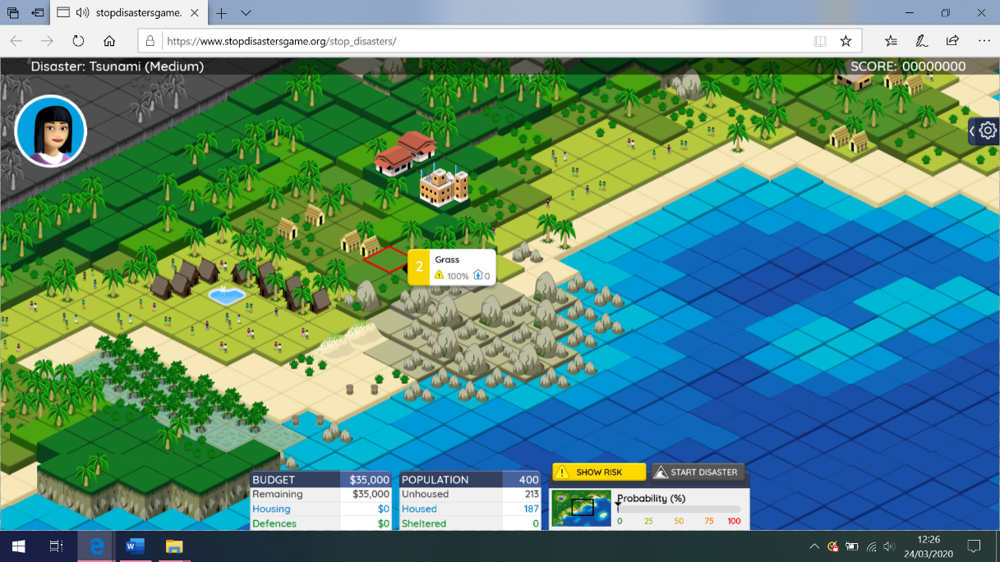 stopdisastersgame.
https://www.stopdisastersgame.org/stop_disasters/
Disaster: Tsunami (Medium)
SCORE: 00000000
2
Grass
100% 0
BUDGET $35,000
Remaining $35,000
Housing $0
Defences $0
POPULATION 400
Unhoused 213
Housed 187
Sheltered 0
SHOW RISK
START DISASTER
Probability (%)
0 25 50 75 100
12:26
24/03/2020